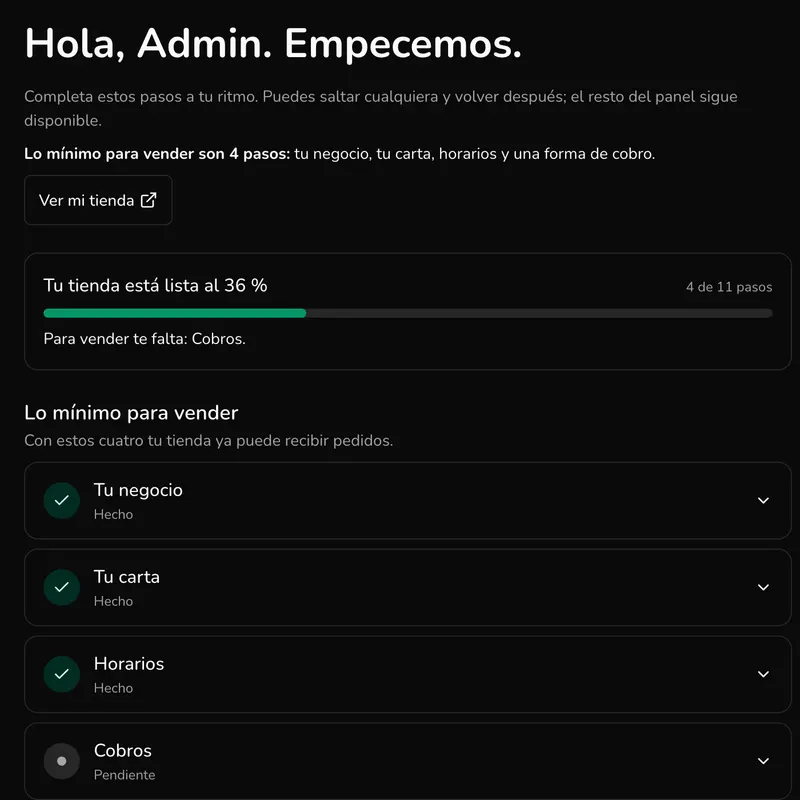 Hola, Admin. Empecemos.
Completa estos pasos a tu ritmo. Puedes saltar cualquiera y volver después; el resto del panel sigue
disponible.
Lo mínimo para vender son 4 pasos: tu negocio, tu carta, horarios y una forma de cobro.
Ver mi tienda
Tu tienda está lista al 36 %
4 de 11 pasos
Para vender te falta: Cobros.
Lo mínimo para vender
Con estos cuatro tu tienda ya puede recibir pedidos.
Tu negocio
Hecho
Tu carta
Hecho
Horarios
Hecho
Cobros
Pendiente